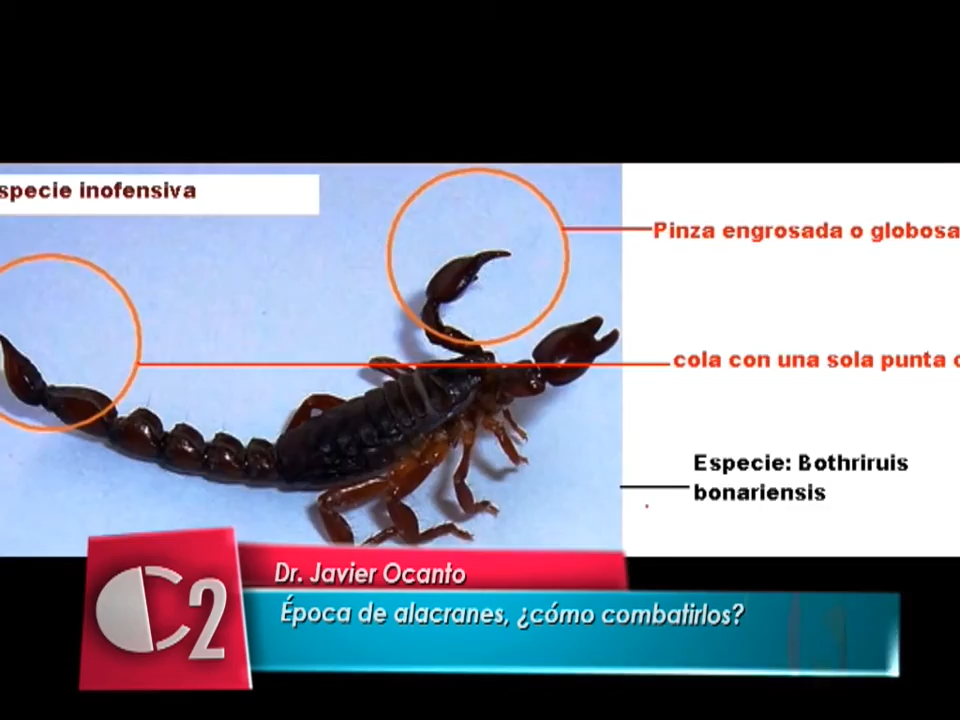 specie inofensiva
Pinza engrosada o globosa
cola con una sola punta
Especie: Bothriruis
bonariensis
C2
Dr. Javier Ocanto
Época de alacranes, ¿cómo combatirlos?